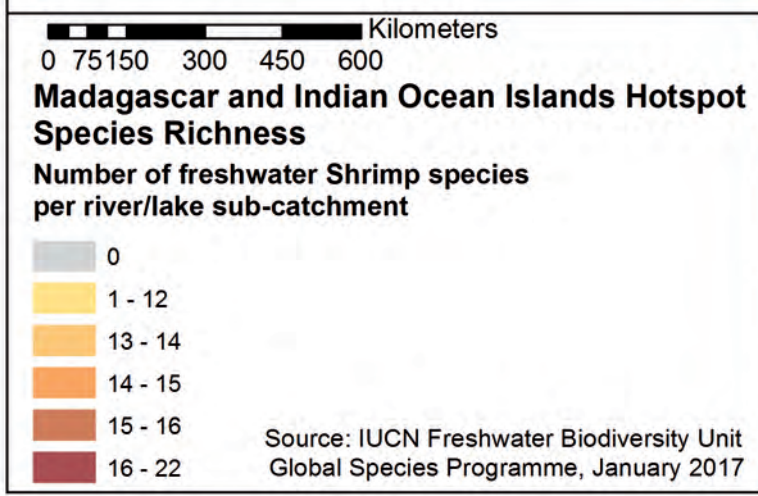 Kilometers
0 75 150 300 450 600
Madagascar and Indian Ocean Islands Hotspot
Species Richness
Number of freshwater Shrimp species
per river/lake sub-catchment
0
1 - 12
13 - 14
14 - 15
15 - 16
16 - 22
Source: IUCN Freshwater Biodiversity Unit
Global Species Programme, January 2017